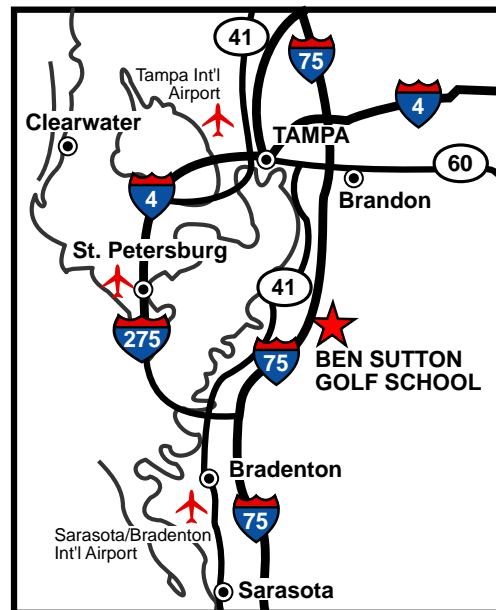 41
75
Tampa Int'l
Airport
4
Clearwater
TAMPA
60
Brandon
4
St. Petersburg
41
275
75
BEN SUTTON
GOLF SCHOOL
Bradenton
75
Sarasota/Bradenton
Int'l Airport
Sarasota